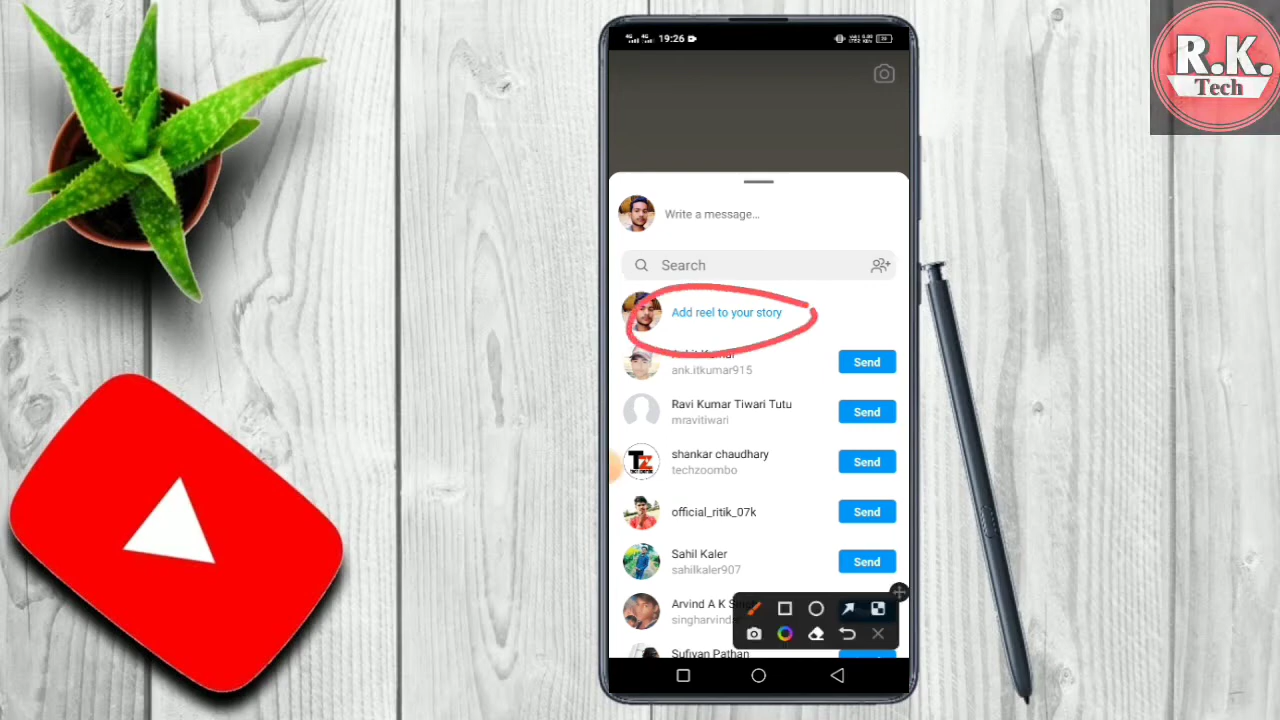 R.K.
Tech
19:26
Write a message...
Search
Add reel to your story
ank.itkumar915
Send
Ravi Kumar Tiwari Tutu
mravitiwari
Send
shankar chaudhary
techzoombo
Send
TZ
official_ritik_07k
Send
Sahil Kaler
sahilkaler907
Send
Arvind A K
singharvind
Sufiyan Pathan